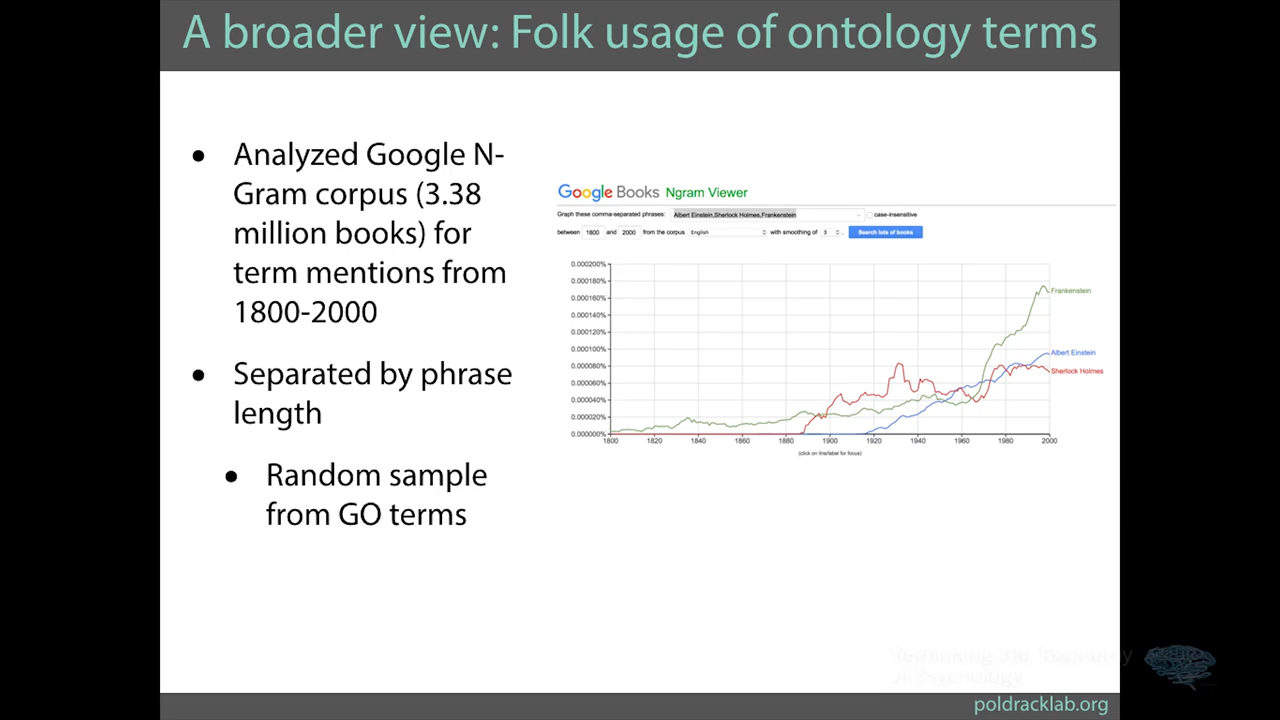 A broader view: Folk usage of ontology terms
● Analyzed Google N-
Gram corpus (3.38
million books) for
term mentions from
1800-2000
● Separated by phrase
length
● Random sample
from GO terms
Google Books Ngram Viewer
Graph these comma-separated phrases: Albert Einstein,Sherlock Holmes,Frankenstein case-insensitive
between 1800 and 2000 from the corpus English with smoothing of 3 . Search lots of books
0.000200%
0.000180%
0.000160%
0.000140%
0.000120%
0.000100%
0.000080%
0.000060%
0.000040%
0.000020%
0.000000%
Frankenstein
Albert Einstein
Sherlock Holmes
1800 1820 1840 1860 1880 1900 1920 1940 1960 1980 2000
(click on line/label for focus)
Rethinking the Taxonomy
of Psychology
poldracklab.org